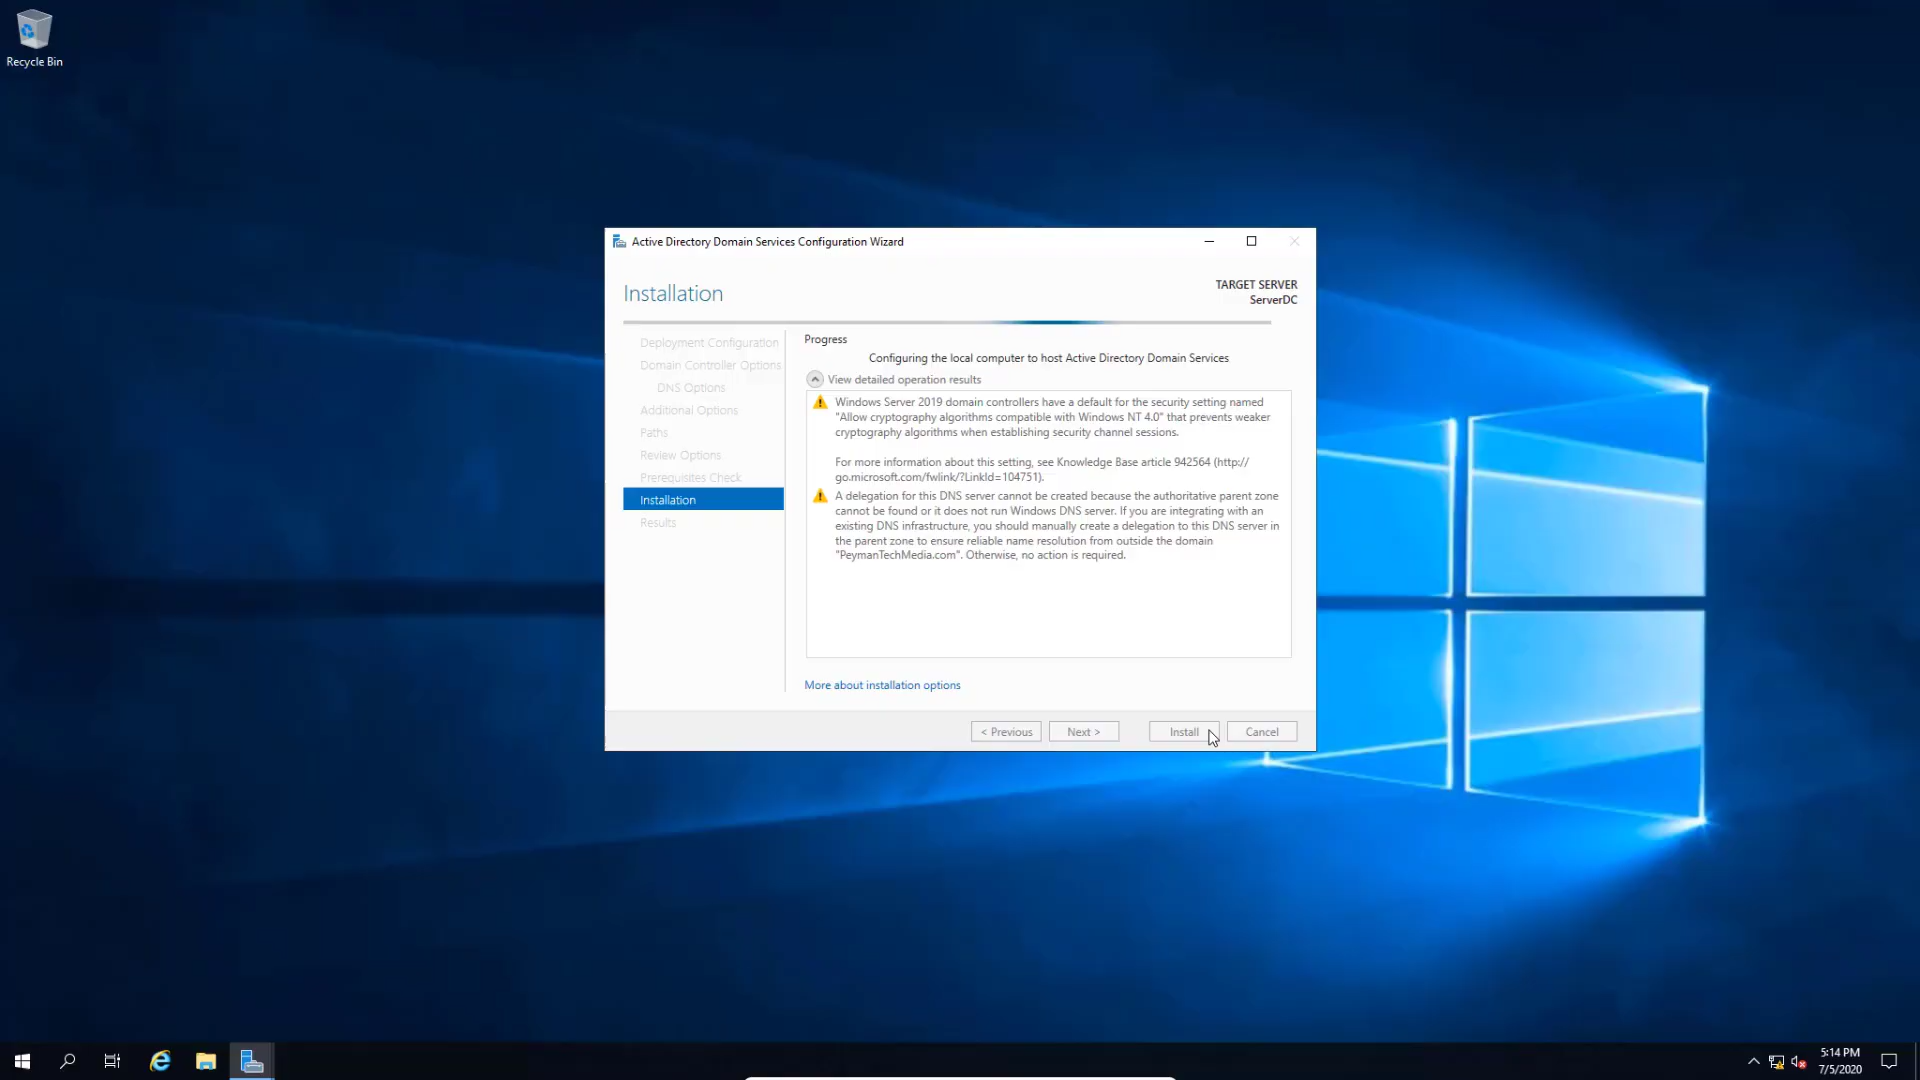 Recycle Bin
Active Directory Domain Services Configuration Wizard
Installation
TARGET SERVER
ServerDC
Deployment Configuration
Domain Controller Options
DNS Options
Additional Options
Paths
Review Options
Prerequisites Check
Installation
Results
Progress
Configuring the local computer to host Active Directory Domain Services
View detailed operation results
Windows Server 2019 domain controllers have a default for the security setting named
"Allow cryptography algorithms compatible with Windows NT 4.0" that prevents weaker
cryptography algorithms when establishing security channel sessions.
For more information about this setting, see Knowledge Base article 942564 (http://
go.microsoft.com/fwlink/?LinkId=104751).
A delegation for this DNS server cannot be created because the authoritative parent zone
cannot be found or it does not run Windows DNS server. If you are integrating with an
existing DNS infrastructure, you should manually create a delegation to this DNS server in
the parent zone to ensure reliable name resolution from outside the domain
"PeymanTechMedia.com". Otherwise, no action is required.
More about installation options
< Previous
Next >
Install
Cancel
5:14 PM
7/5/2020